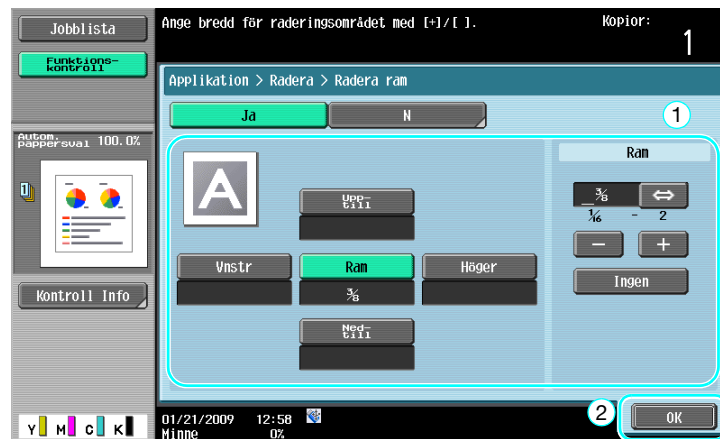 Jobblista
Ange bredd för raderingsområdet med [+]/[ ].
Kopior:
1
Funktions-
kontroll
Applikation > Radera > Radera ram
Ja
N
1
Autom.
pappersval 100.0%
1
A
Upp-
till
Vnstr
Ram
Höger
3/8
Ned-
till
Ram
_3/8 ⇔
1/16 - 2
− +
Ingen
Kontroll Info
Y M C K
01/21/2009 12:58
Minne 0%
2
OK